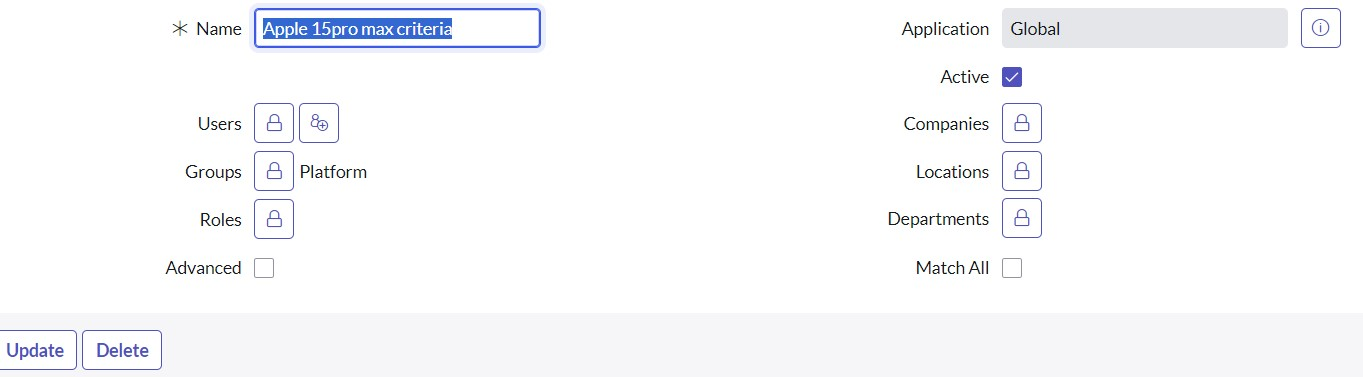 Name Apple 15pro max criteria
Application Global
Active
Users
Companies
Groups Platform
Locations
Roles
Departments
Advanced
Match All
Update Delete